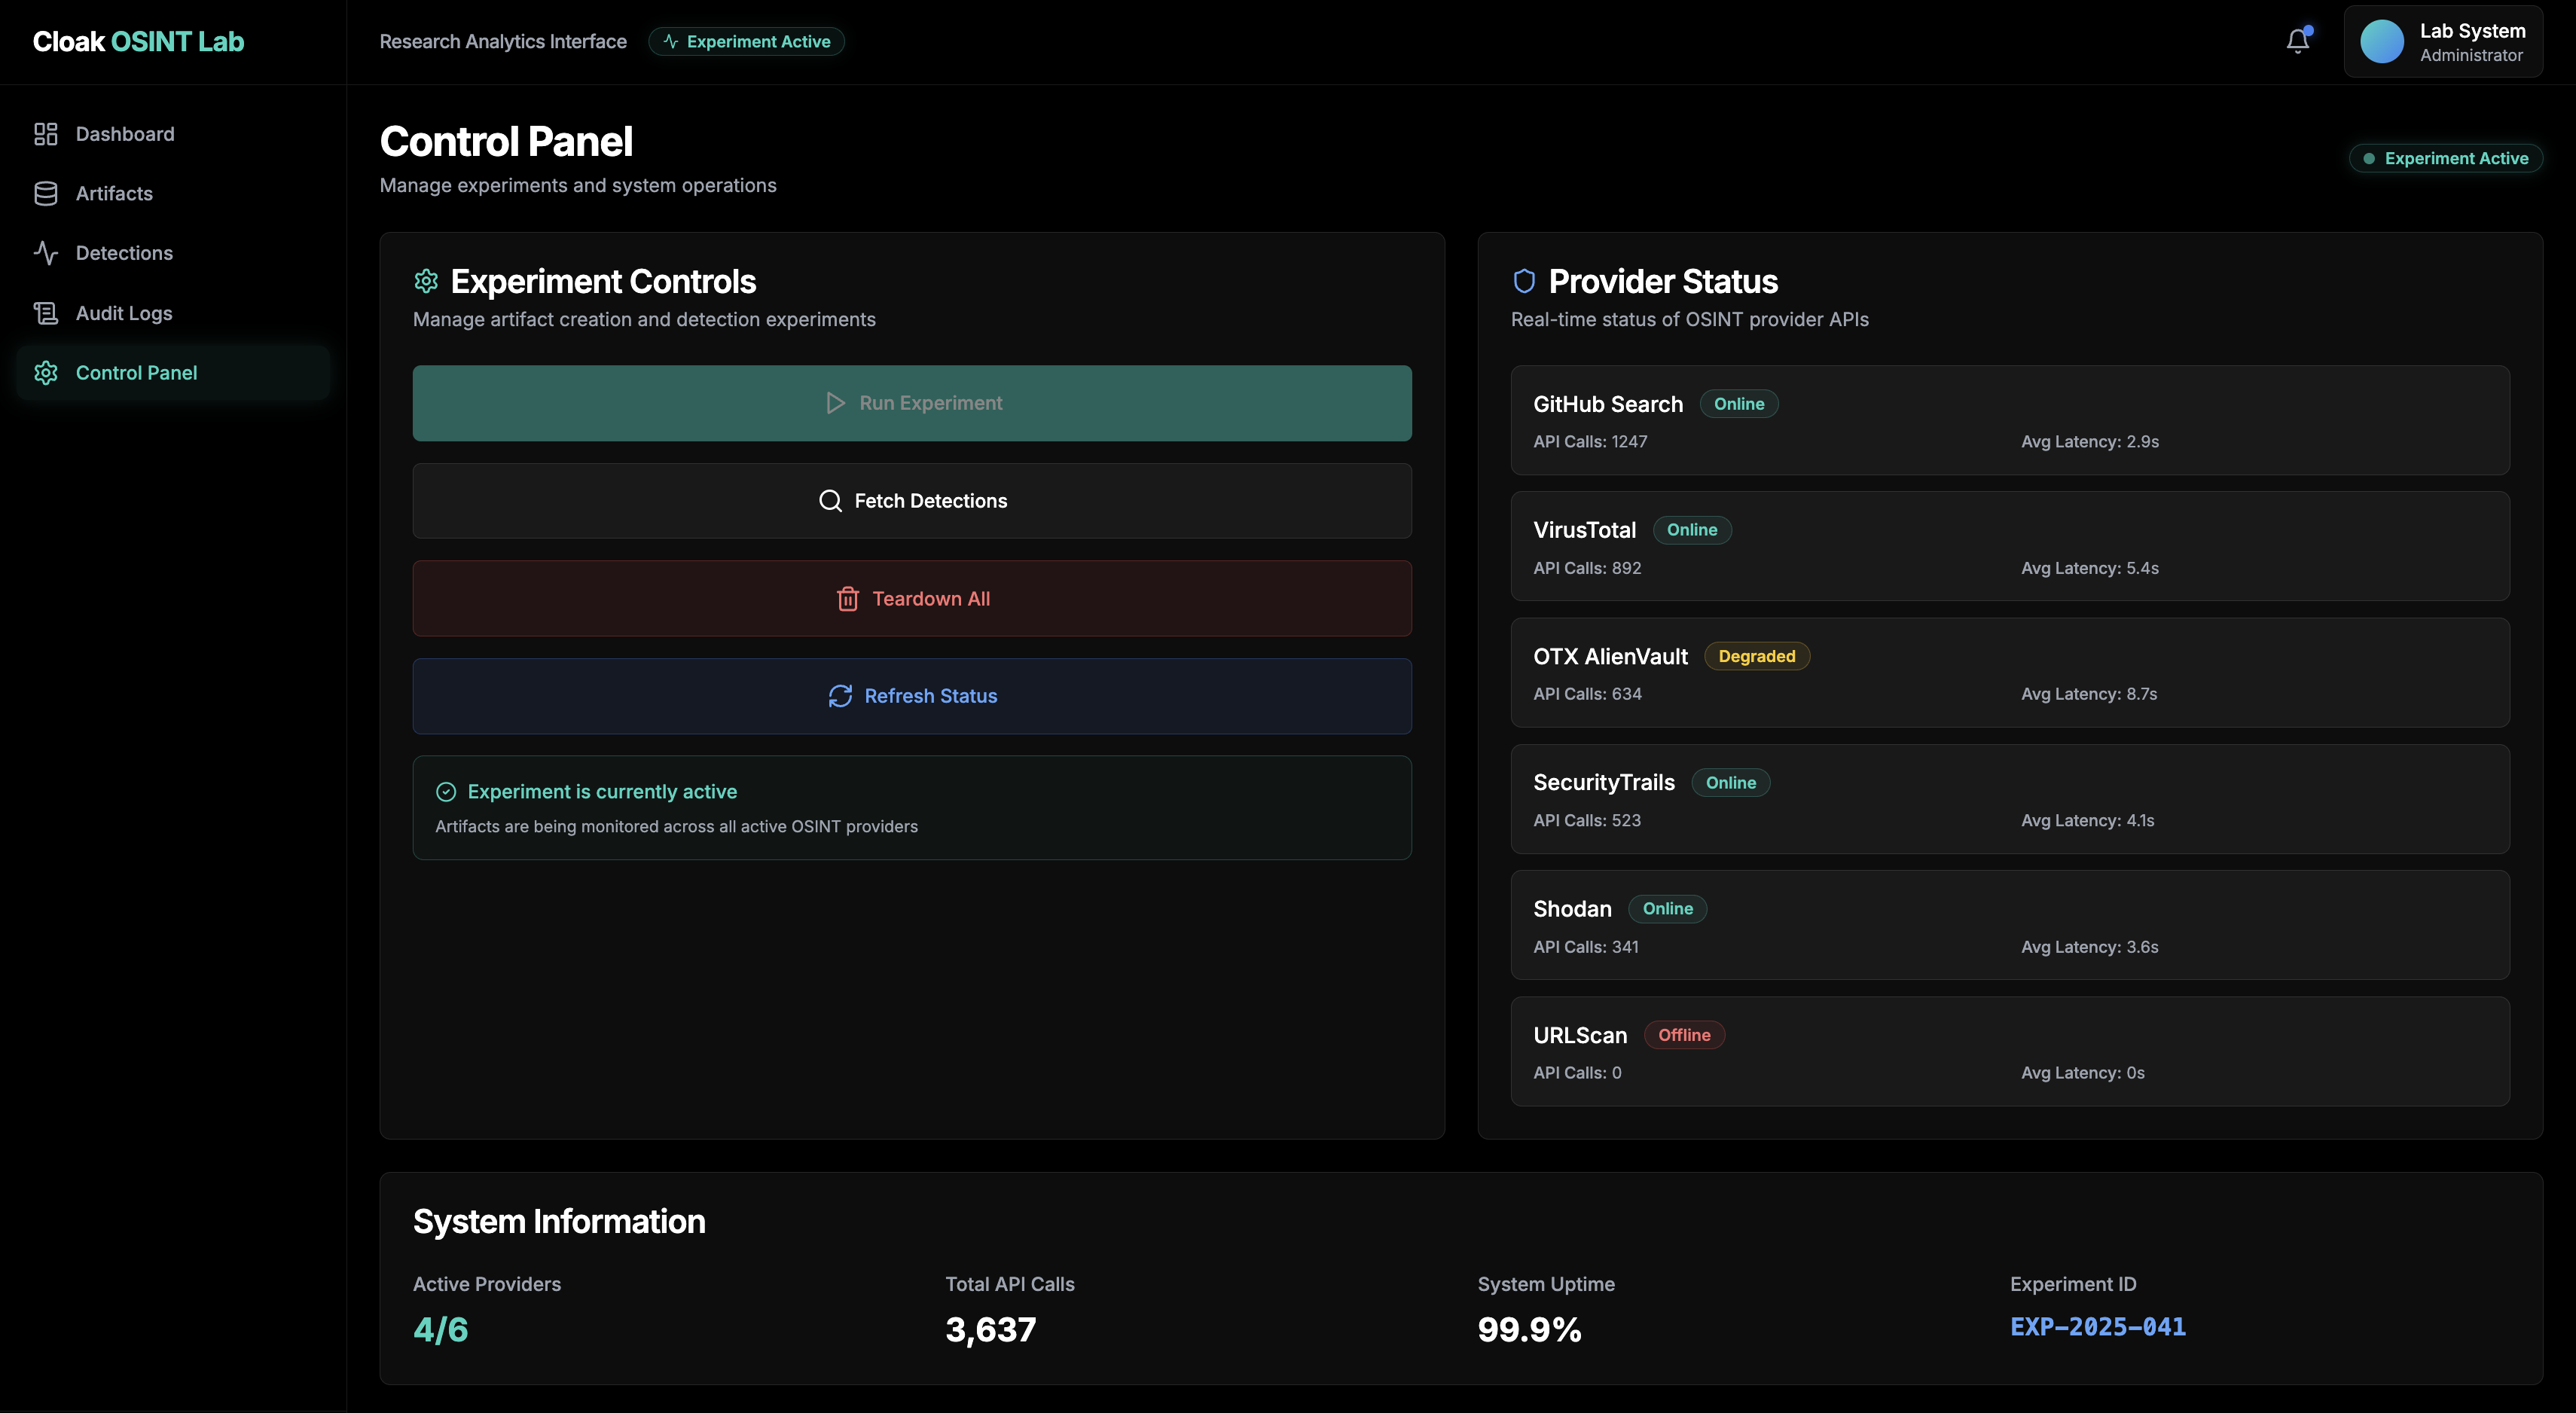 Cloak OSINT Lab
Research Analytics Interface
Experiment Active
Lab System
Administrator
Dashboard
Artifacts
Detections
Audit Logs
Control Panel
Control Panel
Manage experiments and system operations
Experiment Active
Experiment Controls
Manage artifact creation and detection experiments
Run Experiment
Fetch Detections
Teardown All
Refresh Status
Experiment is currently active
Artifacts are being monitored across all active OSINT providers
Provider Status
Real-time status of OSINT provider APIs
GitHub Search Online
API Calls: 1247 Avg Latency: 2.9s
VirusTotal Online
API Calls: 892 Avg Latency: 5.4s
OTX AlienVault Degraded
API Calls: 634 Avg Latency: 8.7s
SecurityTrails Online
API Calls: 523 Avg Latency: 4.1s
Shodan Online
API Calls: 341 Avg Latency: 3.6s
URLScan Offline
API Calls: 0 Avg Latency: 0s
System Information
Active Providers
4/6
Total API Calls
3,637
System Uptime
99.9%
Experiment ID
EXP-2025-041